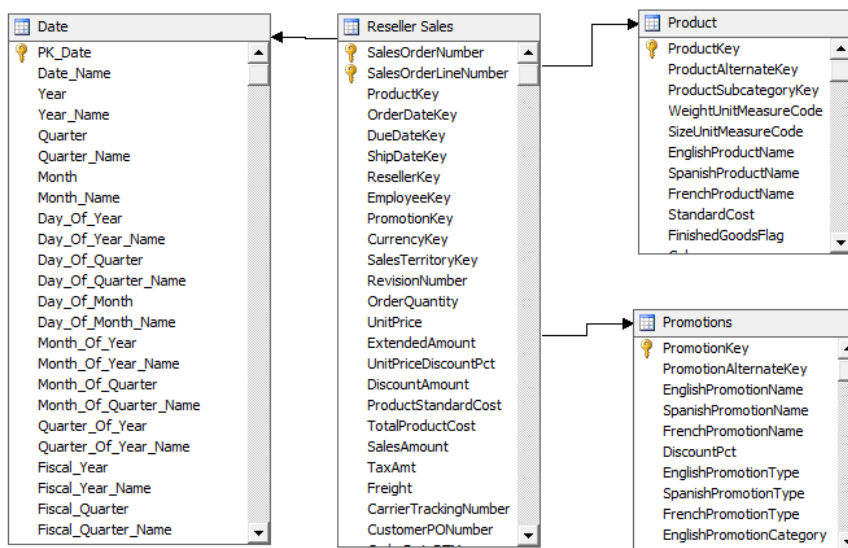 Date
PK_Date
Date_Name
Year
Year_Name
Quarter
Quarter_Name
Month
Month_Name
Day_Of_Year
Day_Of_Year_Name
Day_Of_Quarter
Day_Of_Quarter_Name
Day_Of_Month
Day_Of_Month_Name
Month_Of_Year
Month_Of_Year_Name
Month_Of_Quarter
Month_Of_Quarter_Name
Quarter_Of_Year
Quarter_Of_Year_Name
Fiscal_Year
Fiscal_Year_Name
Fiscal_Quarter
Fiscal_Quarter_Name
Reseller Sales
SalesOrderNumber
SalesOrderLineNumber
ProductKey
OrderDateKey
DueDateKey
ShipDateKey
ResellerKey
EmployeeKey
PromotionKey
CurrencyKey
SalesTerritoryKey
RevisionNumber
OrderQuantity
UnitPrice
ExtendedAmount
UnitPriceDiscountPct
DiscountAmount
ProductStandardCost
TotalProductCost
SalesAmount
TaxAmt
Freight
CarrierTrackingNumber
CustomerPONumber
Product
ProductKey
ProductAlternateKey
ProductSubcategoryKey
WeightUnitMeasureCode
SizeUnitMeasureCode
EnglishProductName
SpanishProductName
FrenchProductName
StandardCost
FinishedGoodsFlag
Promotions
PromotionKey
PromotionAlternateKey
EnglishPromotionName
SpanishPromotionName
FrenchPromotionName
DiscountPct
EnglishPromotionType
SpanishPromotionType
FrenchPromotionType
EnglishPromotionCategory